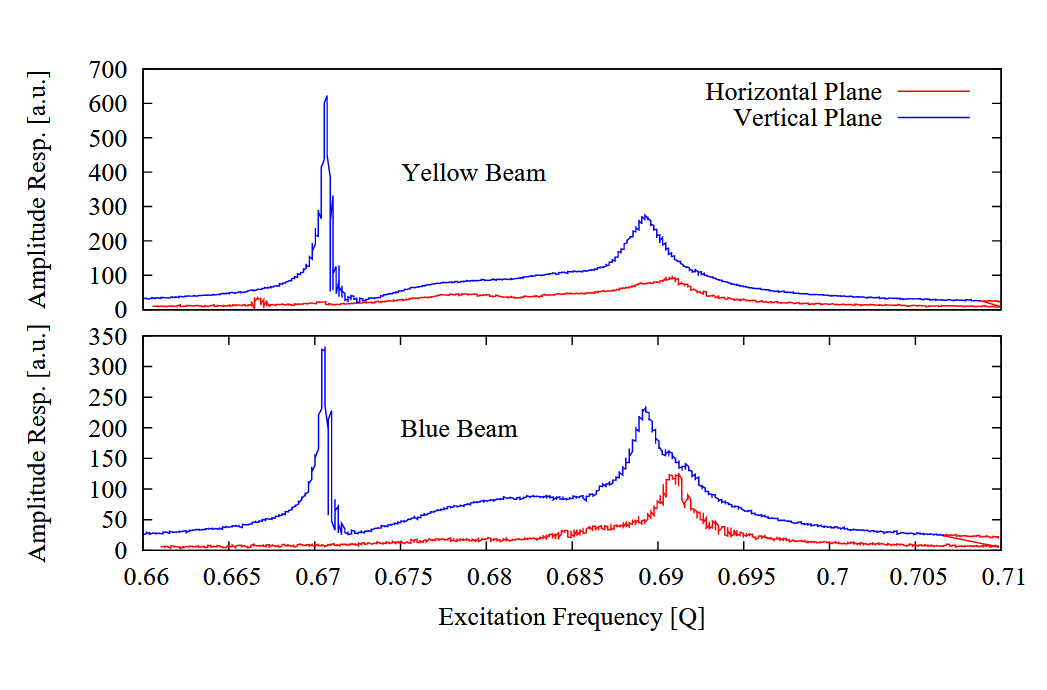 Amplitude Resp. [a.u.]
700
600
500
400
300
200
100
0
Horizontal Plane
Vertical Plane
Yellow Beam
Amplitude Resp. [a.u.]
350
300
250
200
150
100
50
0
Blue Beam
0.66 0.665 0.67 0.675 0.68 0.685 0.69 0.695 0.7 0.705 0.71
Excitation Frequency [Q]